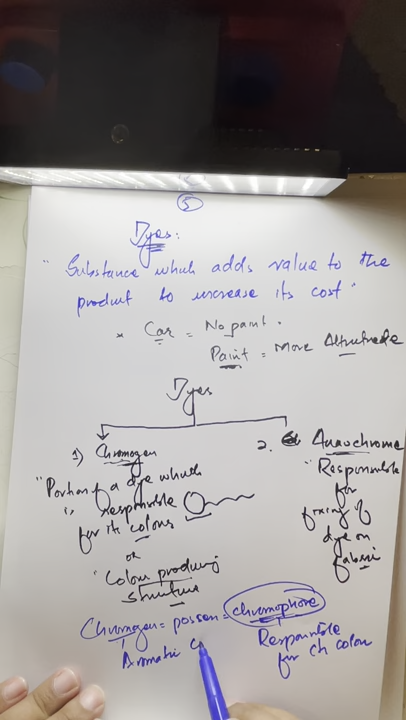 5
Dyes:
"Substance which adds value to the
product to increase its cost"
* Car = No paint.
Paint = More
Dyes
1) Chromogen
"Portion of a dye which
is responsible
for its colour
or
"Colour producing
structure
2. Auxochrome
"Responsible
for
fixing of
dye on
fabric
Chromogen = possess = chromophore
Aromatic c
Responsible
for colour